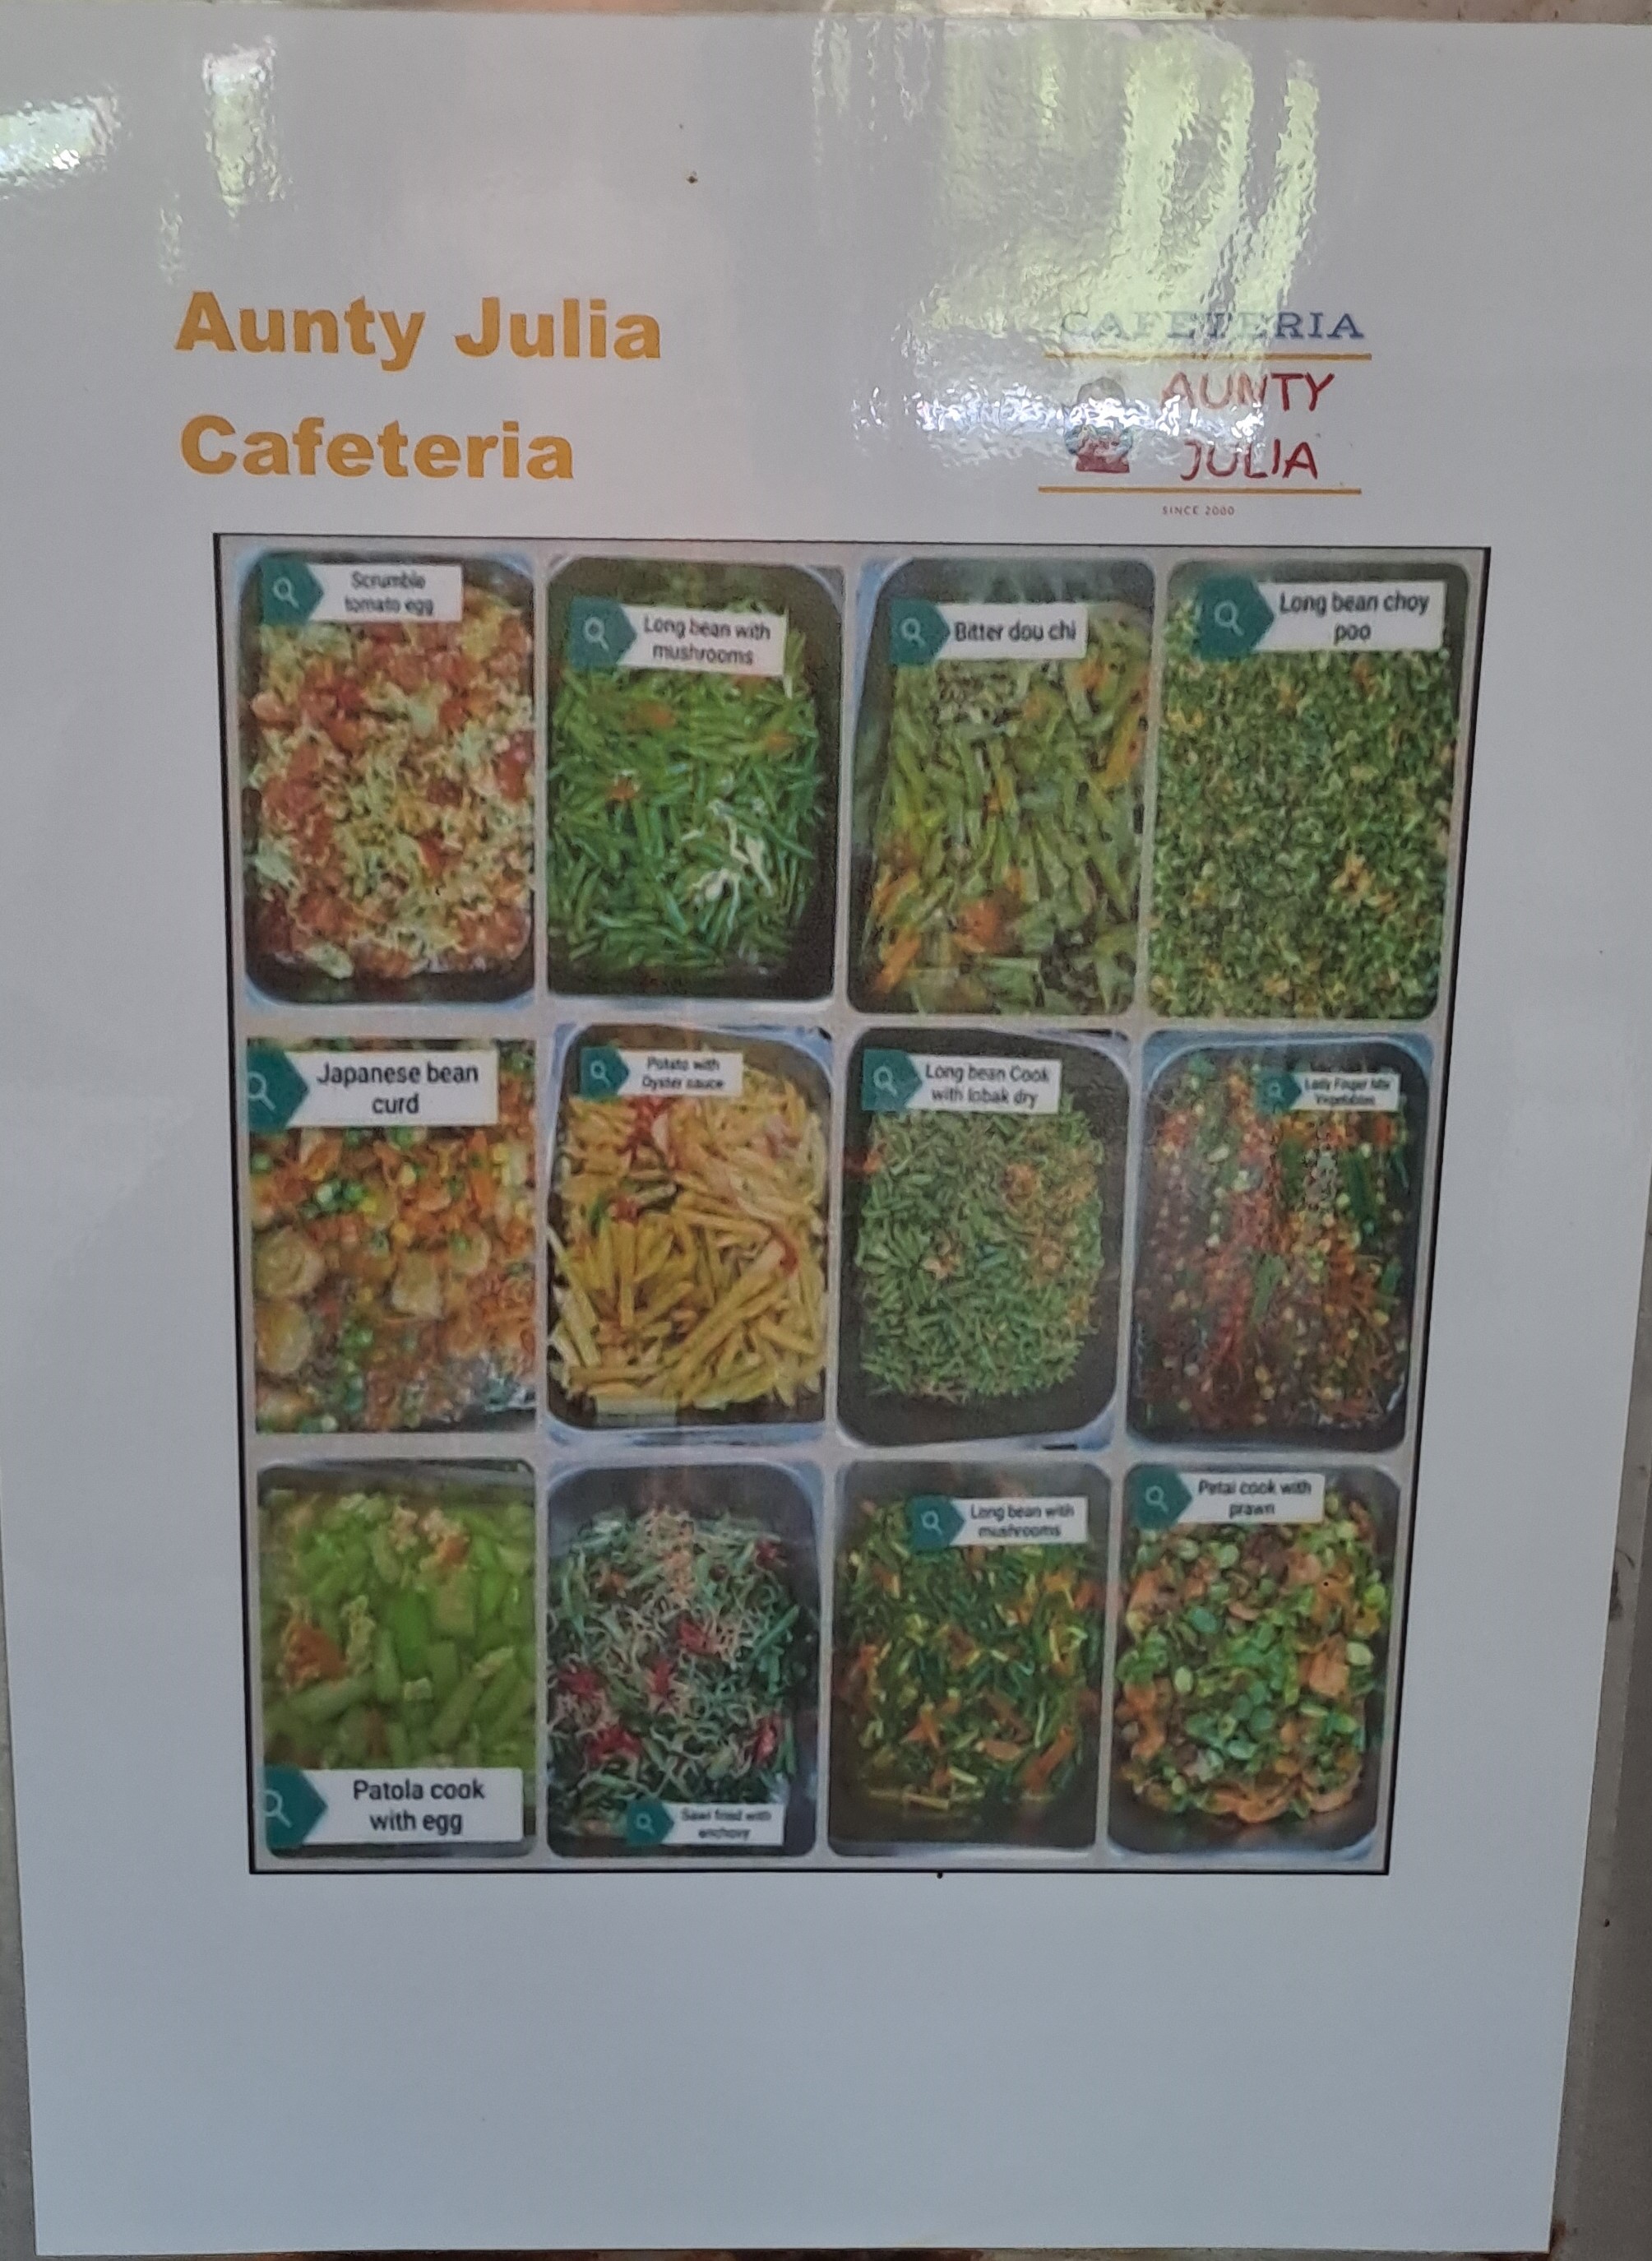 Aunty Julia
Cafeteria
CAFETERIA
AUNTY
JULIA
SINCE 2000
Scrumble
tomato egg
Long bean with
mushrooms
Bitter dou chi
Long bean choy
poo
Japanese bean
curd
Potato with
Oyster sauce
Long bean Cook
with lobak dry
Lady Finger Mix
Vegetables
Patola cook
with egg
Sawi fried with
anchovy
Long bean with
mushrooms
Petai cook with
prawn